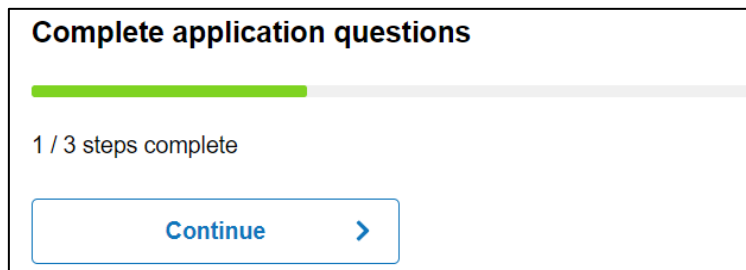 Complete application questions
1 / 3 steps complete
Continue